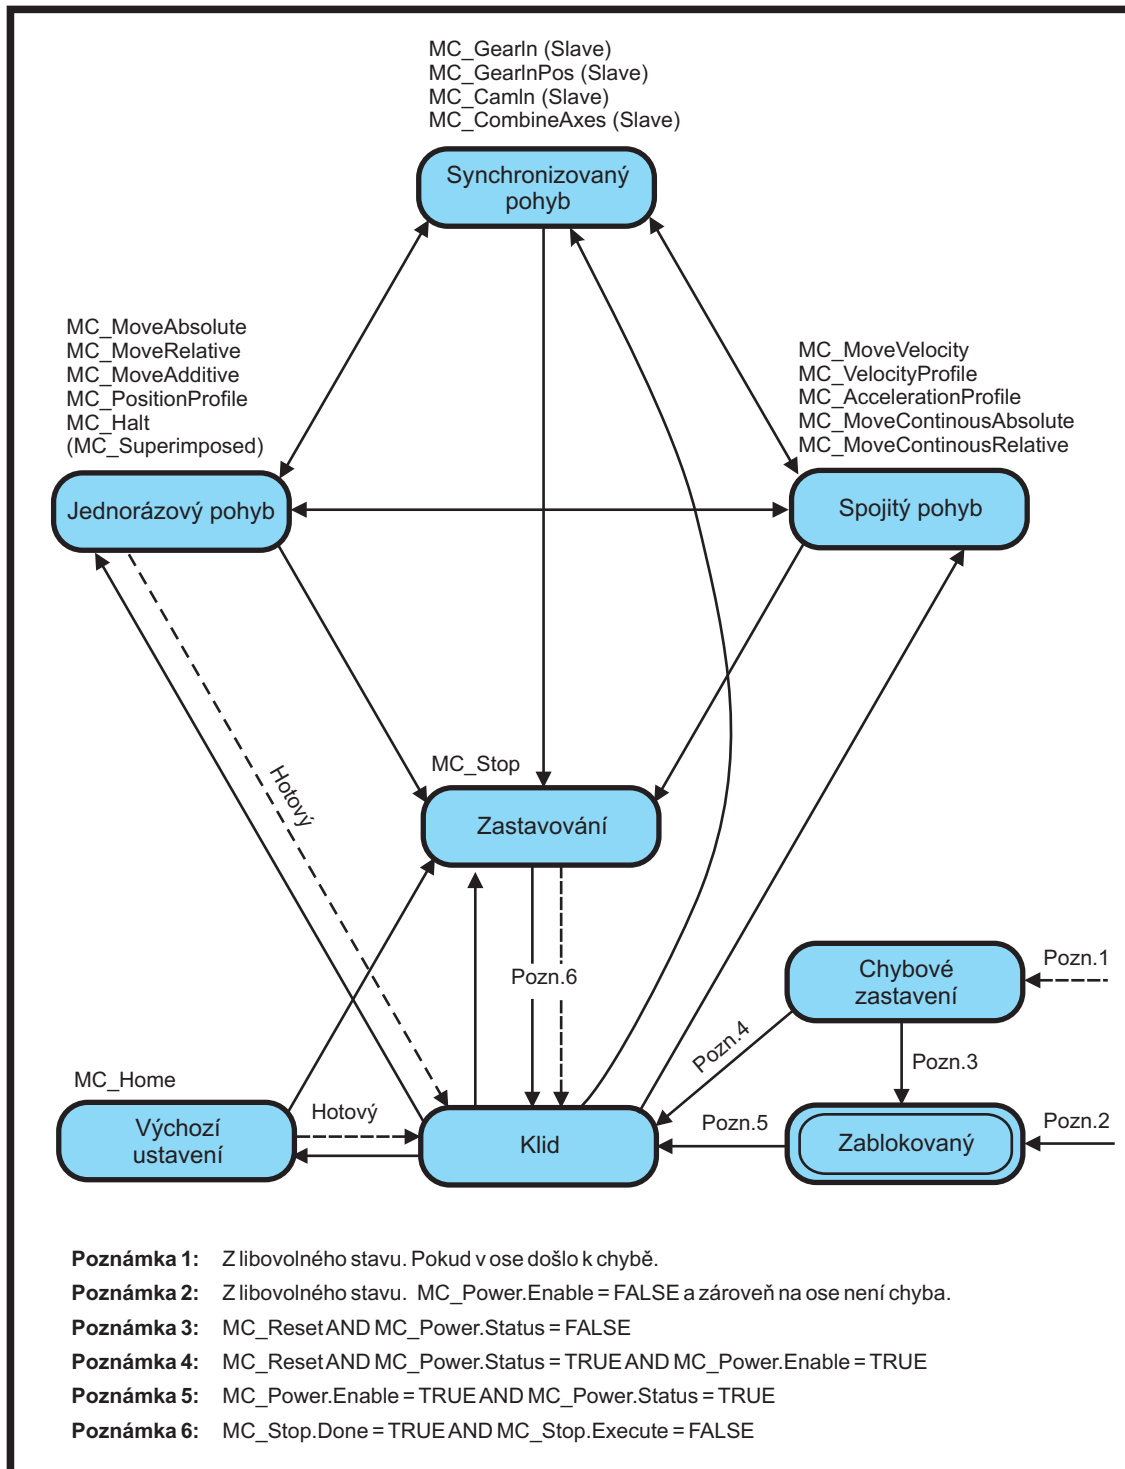 MC_GearIn (Slave)
MC_GearInPos (Slave)
MC_CamIn (Slave)
MC_CombineAxes (Slave)
Synchronizovaný
pohyb
MC_MoveAbsolute
MC_MoveRelative
MC_MoveAdditive
MC_PositionProfile
MC_Halt
(MC_Superimposed)
MC_MoveVelocity
MC_VelocityProfile
MC_AccelerationProfile
MC_MoveContinousAbsolute
MC_MoveContinousRelative
Jednorázový pohyb
Spojitý pohyb
Hotový
MC_Stop
Zastavování
Pozn.6
Chybové
zastavení
Pozn.1
Pozn.4
Pozn.3
MC_Home
Výchozí
ustavení
Hotový
Klid
Pozn.5
Zablokovaný
Pozn.2
Poznámka 1: Z libovolného stavu. Pokud v ose došlo k chybě.
Poznámka 2: Z libovolného stavu. MC_Power.Enable = FALSE a zároveň na ose není chyba.
Poznámka 3: MC_Reset AND MC_Power.Status = FALSE
Poznámka 4: MC_Reset AND MC_Power.Status = TRUE AND MC_Power.Enable = TRUE
Poznámka 5: MC_Power.Enable = TRUE AND MC_Power.Status = TRUE
Poznámka 6: MC_Stop.Done = TRUE AND MC_Stop.Execute = FALSE